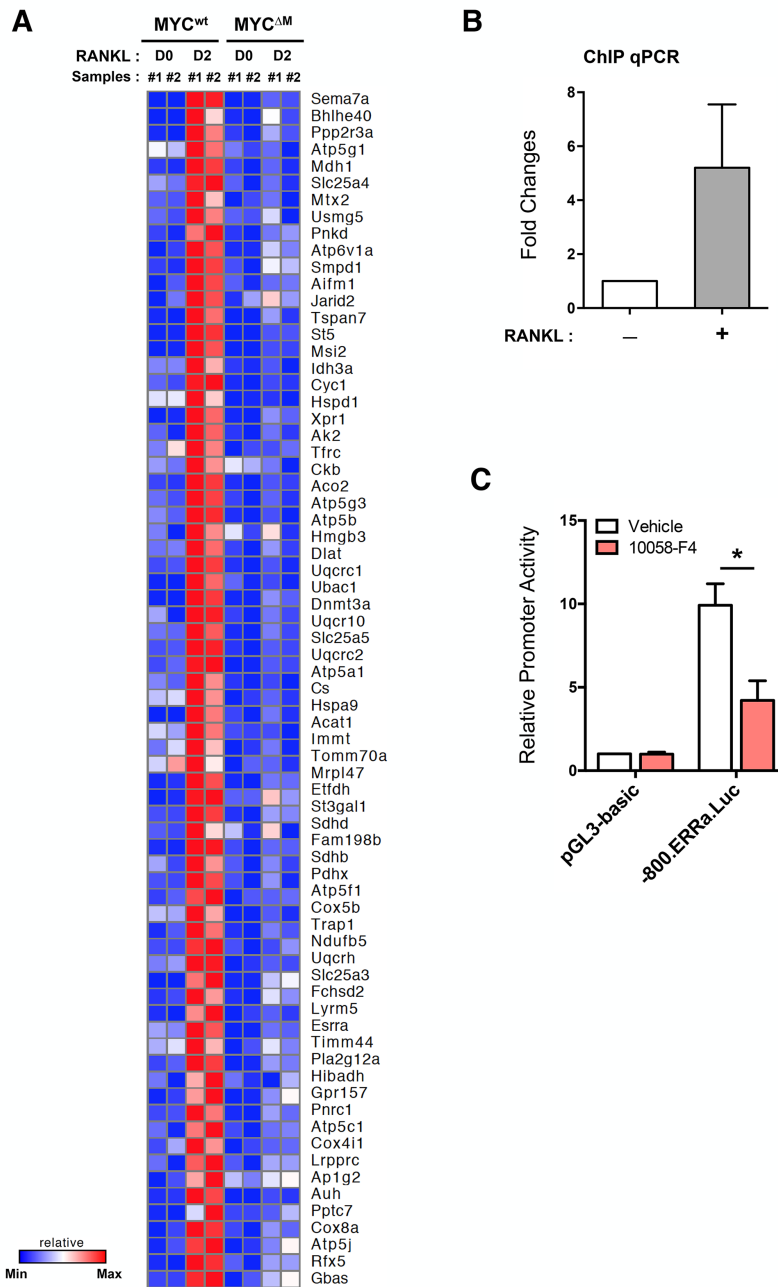 A
MYCwt MYCΔM
RANKL : D0 D2 D0 D2
Samples : #1 #2 #1 #2 #1 #2 #1 #2
Sema7a
Bhlhe40
Ppp2r3a
Atp5g1
Mdh1
Slc25a4
Mtx2
Usmg5
Pnkd
Atp6v1a
Smpd1
Aifm1
Jarid2
Tspan7
St5
Msi2
Idh3a
Cyc1
Hspd1
Xpr1
Ak2
Tfrc
Ckb
Aco2
Atp5g3
Atp5b
Hmgb3
Dlat
Uqcrc1
Ubac1
Dnmt3a
Uqcr10
Slc25a5
Uqcrc2
Atp5a1
Cs
Hspa9
Acat1
Immt
Tomm70a
Mrpl47
Etfdh
St3gal1
Sdhd
Fam198b
Sdhb
Pdhx
Atp5f1
Cox5b
Trap1
Ndufb5
Uqcrh
Slc25a3
Fchsd2
Lyrm5
Esrra
Timm44
Pla2g12a
Hibadh
Gpr157
Pnrc1
Atp5c1
Cox4i1
Lrpprc
Ap1g2
Auh
Pptc7
Cox8a
Atp5j
Rfx5
Gbas
relative
Min Max
B
ChIP qPCR
Fold Changes
8
6
4
2
0
RANKL : — +
C
Relative Promoter Activity
15
10
5
0
Vehicle
10058-F4
*
pGL3-basic
-800.ERRa.Luc